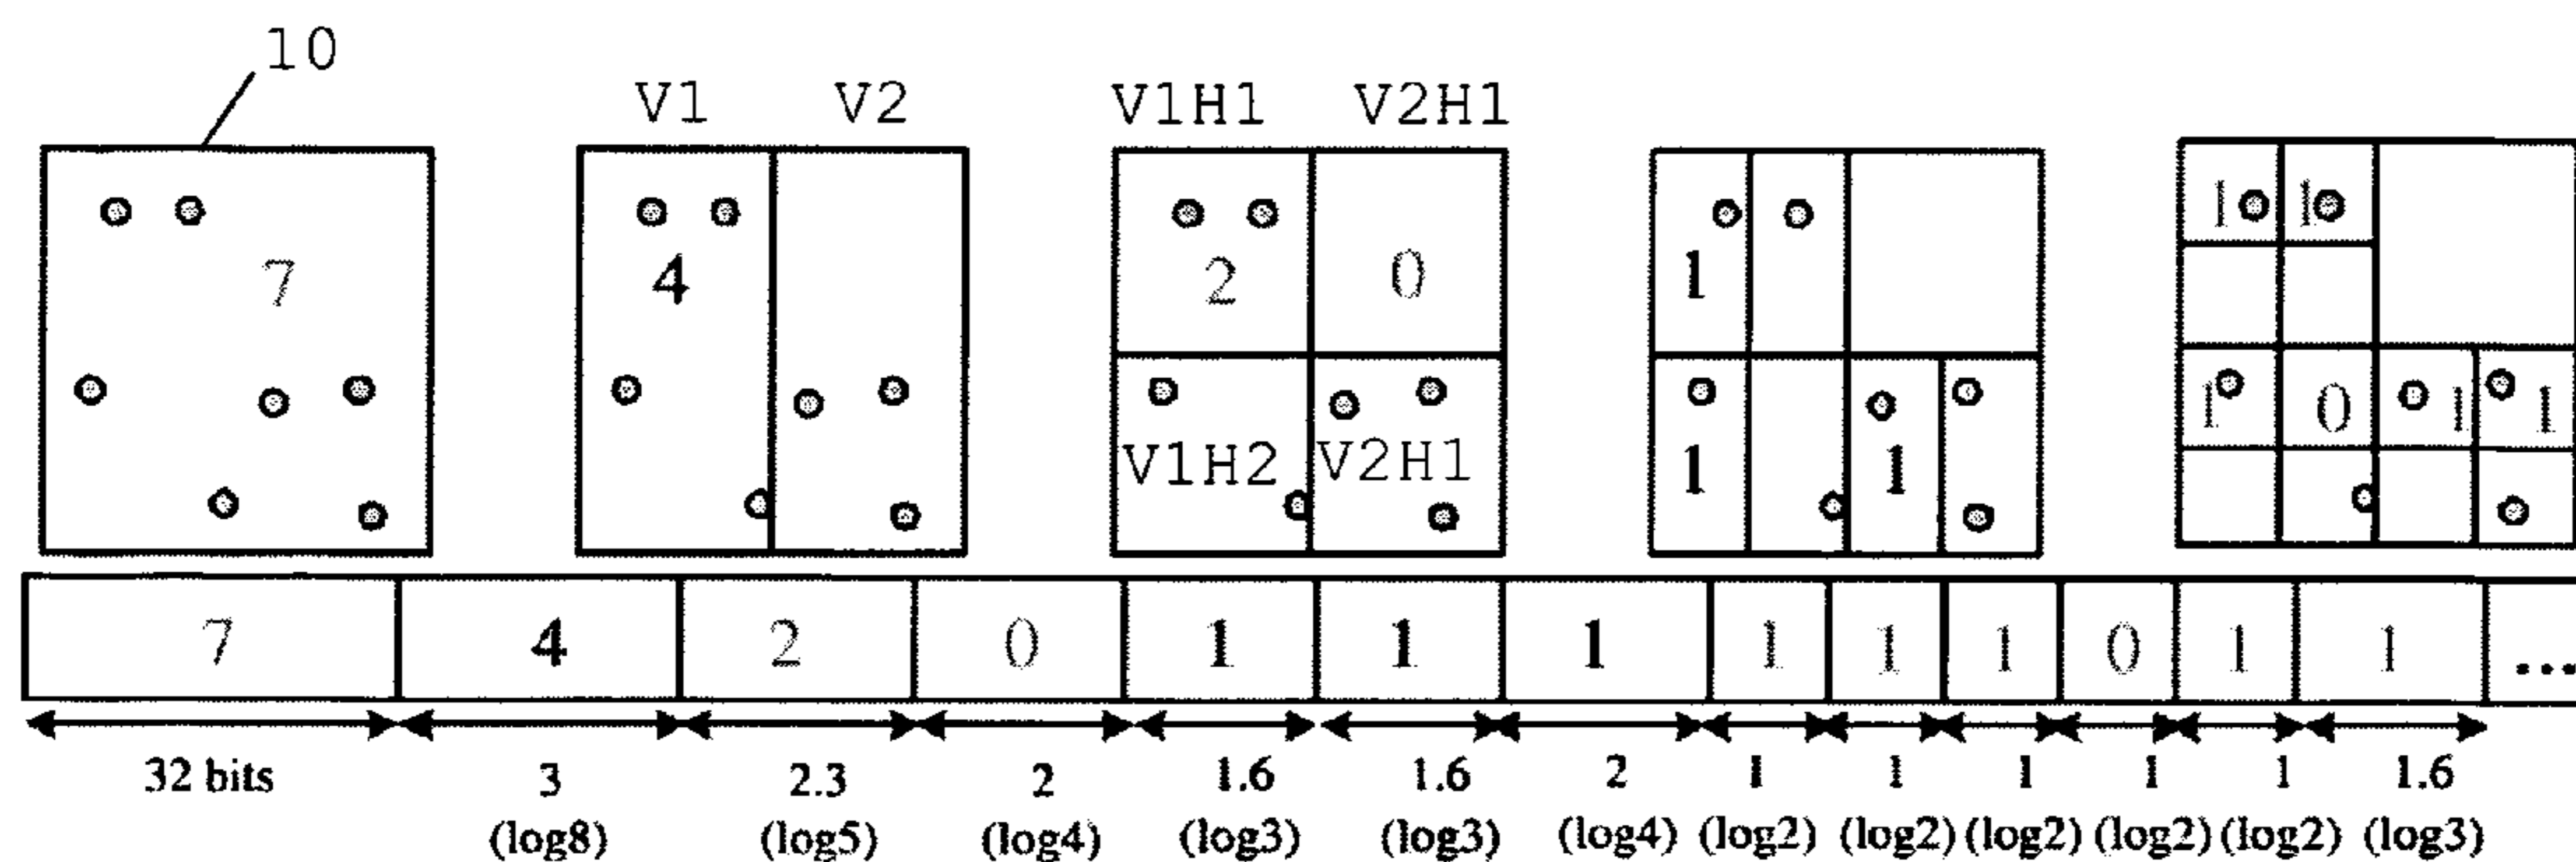 10
V1 V2 V1H1 V2H1
7
4
2 0
1
1 1
V1H2 V2H1
1 1
1 0 1 1
7 4 2 0 1 1 1 1 1 1 0 1 1 ...
32 bits 3 2.3 2 1.6 1.6 2 1 1 1 1 1 1.6
(log8) (log5) (log4) (log3) (log3) (log4) (log2) (log2) (log2) (log2) (log2) (log3)